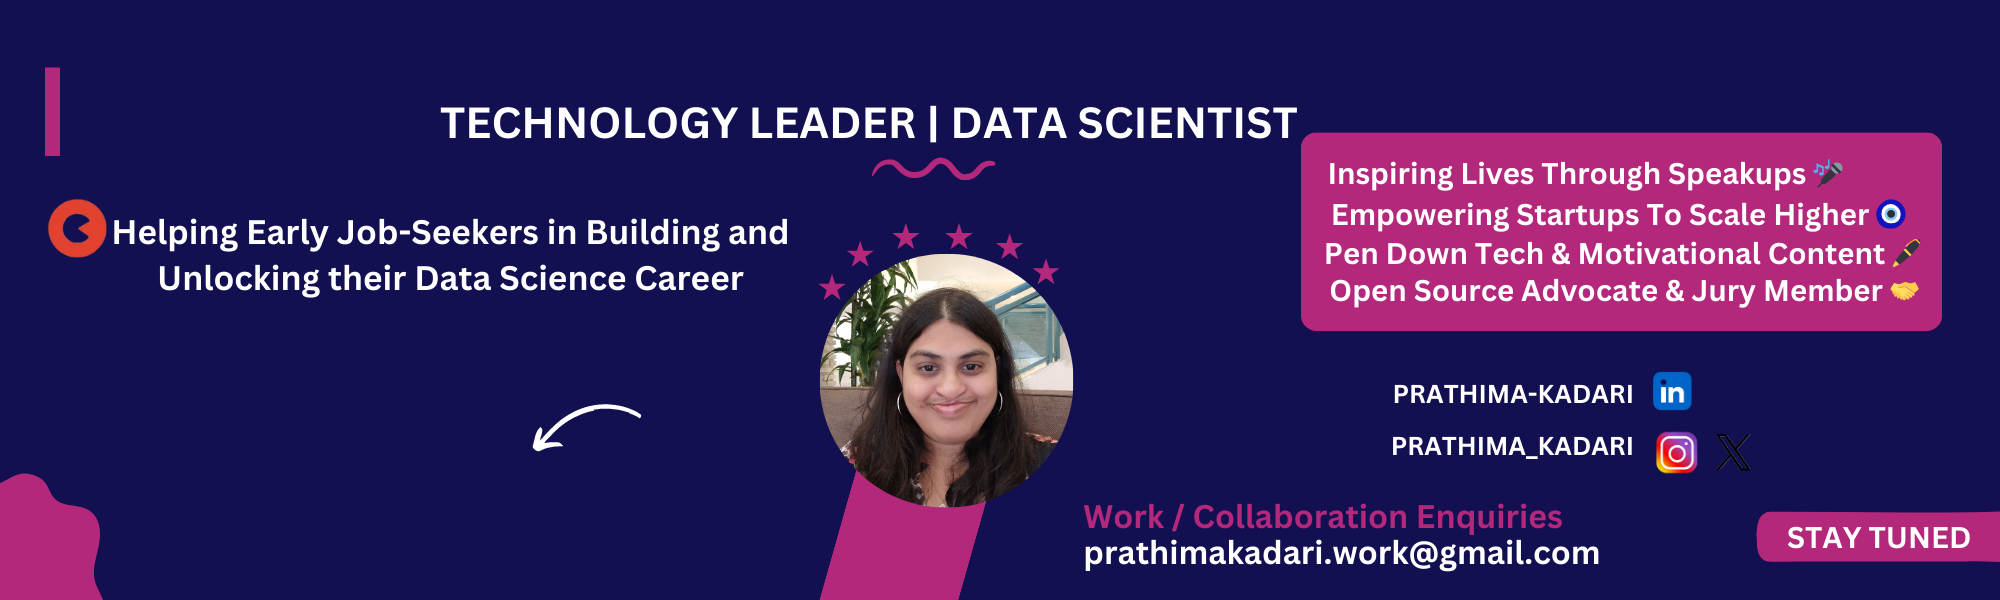 TECHNOLOGY LEADER | DATA SCIENTIST
Helping Early Job-Seekers in Building and
Unlocking their Data Science Career
Inspiring Lives Through Speakups 🎤
Empowering Startups To Scale Higher 🧿
Pen Down Tech & Motivational Content 🖋️
Open Source Advocate & Jury Member 🤝
PRATHIMA-KADARI in
PRATHIMA_KADARI X
Work / Collaboration Enquiries
prathimakadari.work@gmail.com
STAY TUNED